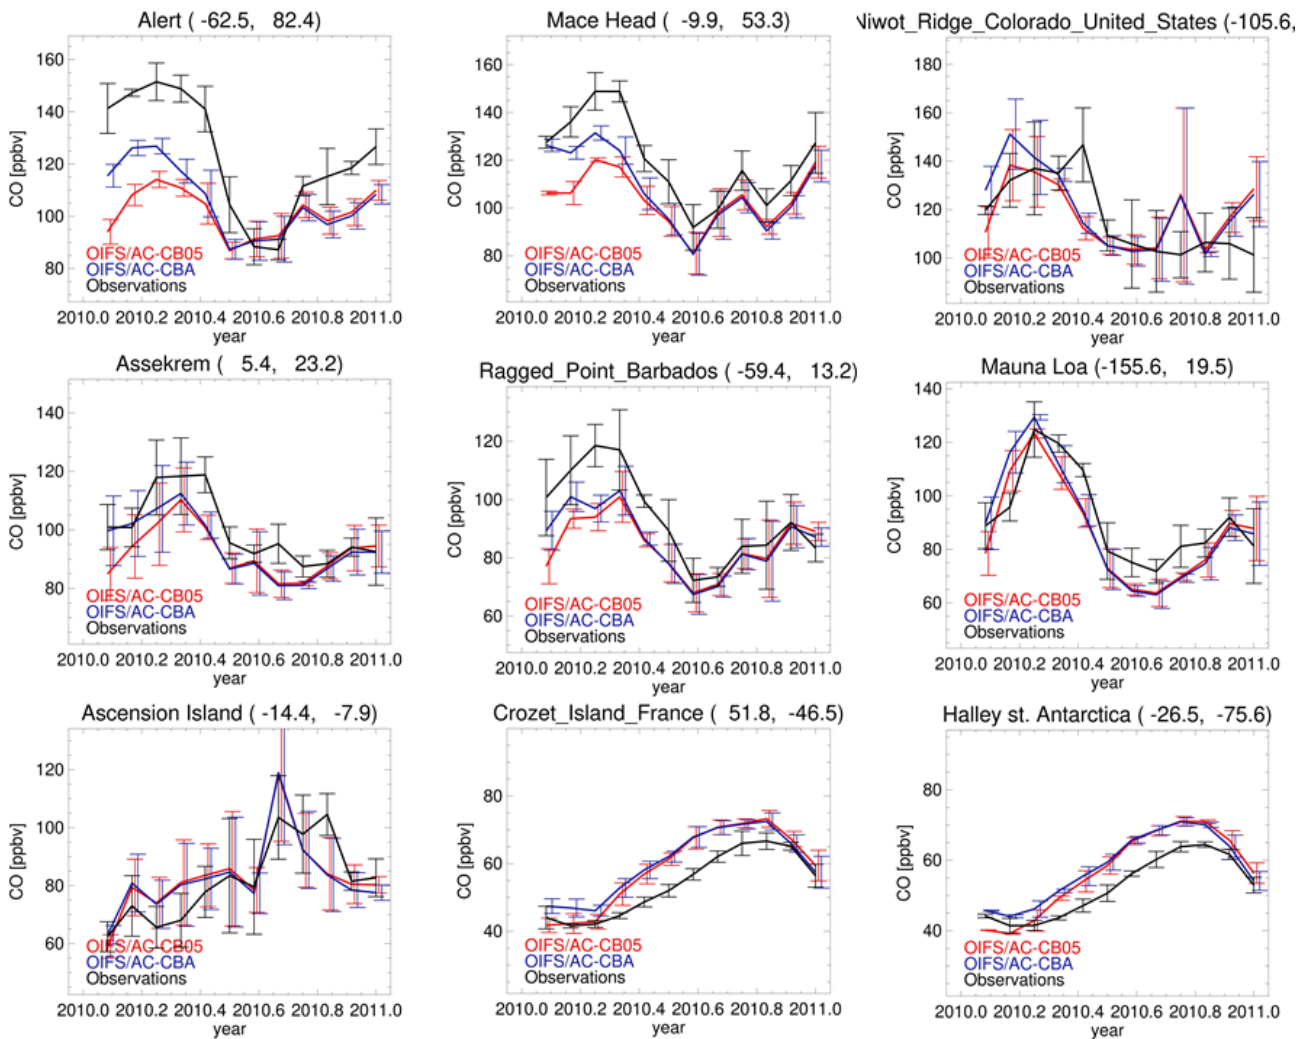 Alert ( -62.5, 82.4)
CO [ppbv]
160
140
120
100
80
OIFS/AC-CB05
OIFS/AC-CBA
Observations
2010.0 2010.2 2010.4 2010.6 2010.8 2011.0
year
Mace Head ( -9.9, 53.3)
CO [ppbv]
160
140
120
100
80
OIFS/AC-CB05
OIFS/AC-CBA
Observations
2010.0 2010.2 2010.4 2010.6 2010.8 2011.0
year
Niwot_Ridge_Colorado_United_States (-105.6,
CO [ppbv]
180
160
140
120
100
OIFS/AC-CB05
OIFS/AC-CBA
Observations
2010.0 2010.2 2010.4 2010.6 2010.8 2011.0
year
Assekrem ( 5.4, 23.2)
CO [ppbv]
140
120
100
80
OIFS/AC-CB05
OIFS/AC-CBA
Observations
2010.0 2010.2 2010.4 2010.6 2010.8 2011.0
year
Ragged_Point_Barbados ( -59.4, 13.2)
CO [ppbv]
140
120
100
80
60
OIFS/AC-CB05
OIFS/AC-CBA
Observations
2010.0 2010.2 2010.4 2010.6 2010.8 2011.0
year
Mauna Loa (-155.6, 19.5)
CO [ppbv]
140
120
100
80
60
OIFS/AC-CB05
OIFS/AC-CBA
Observations
2010.0 2010.2 2010.4 2010.6 2010.8 2011.0
year
Ascension Island ( -14.4, -7.9)
CO [ppbv]
120
100
80
60
OIFS/AC-CB05
OIFS/AC-CBA
Observations
2010.0 2010.2 2010.4 2010.6 2010.8 2011.0
year
Crozet_Island_France ( 51.8, -46.5)
CO [ppbv]
80
60
40
OIFS/AC-CB05
OIFS/AC-CBA
Observations
2010.0 2010.2 2010.4 2010.6 2010.8 2011.0
year
Halley st. Antarctica ( -26.5, -75.6)
CO [ppbv]
80
60
40
OIFS/AC-CB05
OIFS/AC-CBA
Observations
2010.0 2010.2 2010.4 2010.6 2010.8 2011.0
year